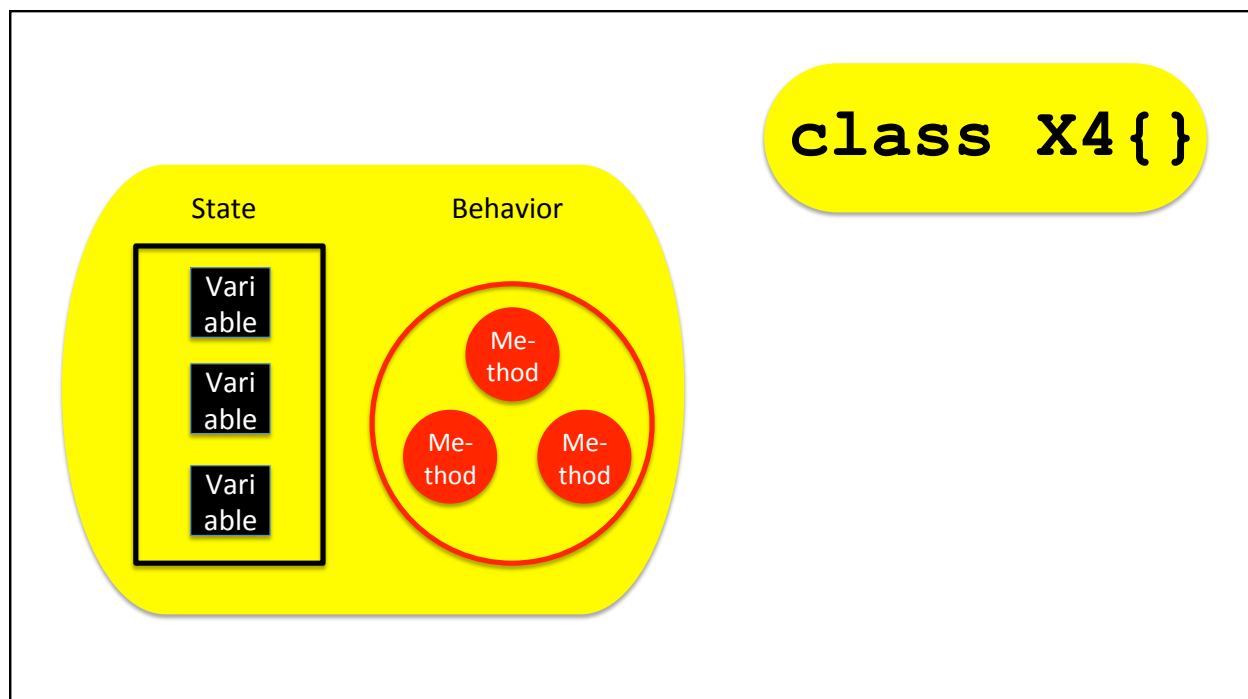 class X4{}
State
Behavior
Vari
able
Vari
able
Vari
able
Me-
thod
Me-
thod
Me-
thod